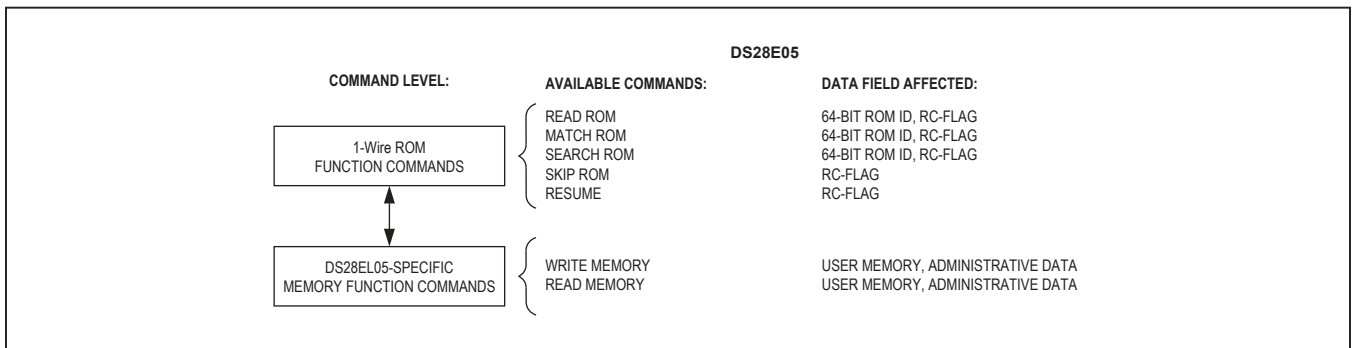 DS28E05
COMMAND LEVEL: AVAILABLE COMMANDS: DATA FIELD AFFECTED:
1-Wire ROM
FUNCTION COMMANDS
READ ROM 64-BIT ROM ID, RC-FLAG
MATCH ROM 64-BIT ROM ID, RC-FLAG
SEARCH ROM 64-BIT ROM ID, RC-FLAG
SKIP ROM RC-FLAG
RESUME RC-FLAG
DS28EL05-SPECIFIC
MEMORY FUNCTION COMMANDS
WRITE MEMORY USER MEMORY, ADMINISTRATIVE DATA
READ MEMORY USER MEMORY, ADMINISTRATIVE DATA